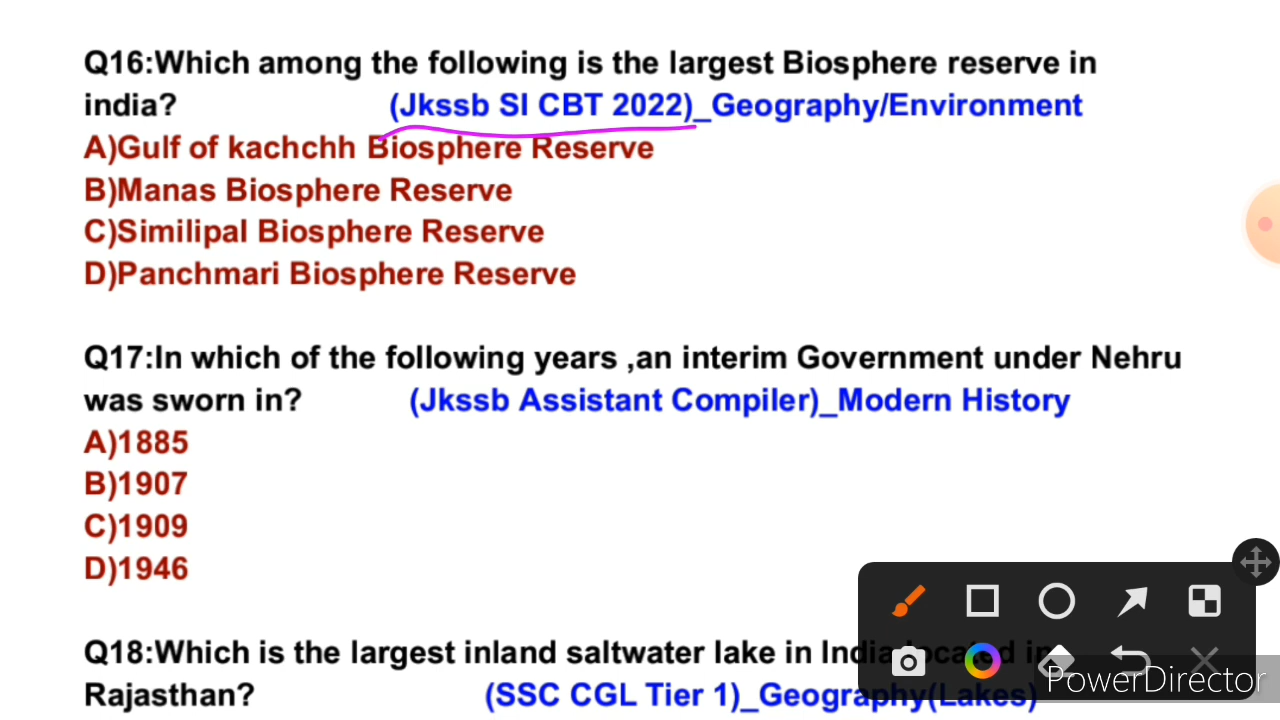 Q16:Which among the following is the largest Biosphere reserve in
india? (Jkssb SI CBT 2022)_Geography/Environment
A)Gulf of kachchh Biosphere Reserve
B)Manas Biosphere Reserve
C)Similipal Biosphere Reserve
D)Panchmari Biosphere Reserve
Q17:In which of the following years ,an interim Government under Nehru
was sworn in? (Jkssb Assistant Compiler)_Modern History
A)1885
B)1907
C)1909
D)1946
Q18:Which is the largest inland saltwater lake in India located in
Rajasthan? (SSC CGL Tier 1)_Geography(Lakes)
PowerDirector